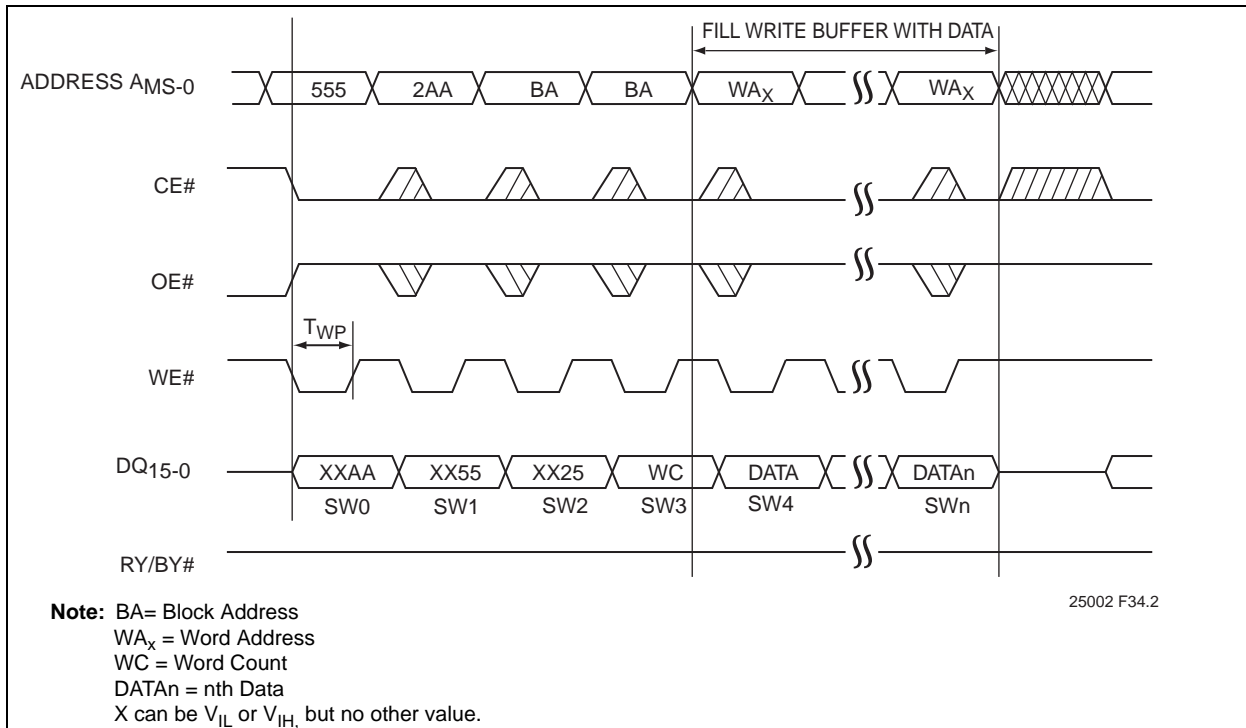 FILL WRITE BUFFER WITH DATA
ADDRESS AMS-0
555 2AA BA BA WAX WAX
CE#
OE#
TWP
WE#
DQ15-0
XXAA XX55 XX25 WC DATA DATAn
SW0 SW1 SW2 SW3 SW4 SWn
RY/BY#
25002 F34.2
Note: BA= Block Address
WAx = Word Address
WC = Word Count
DATAn = nth Data
X can be VIL or VIH, but no other value.